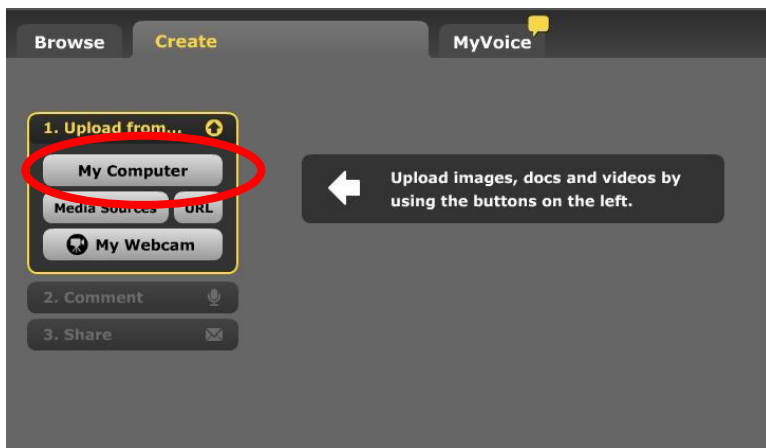 Browse Create MyVoice
1. Upload from...
My Computer
Media Sources URL
My Webcam
2. Comment
3. Share
Upload images, docs and videos by
using the buttons on the left.